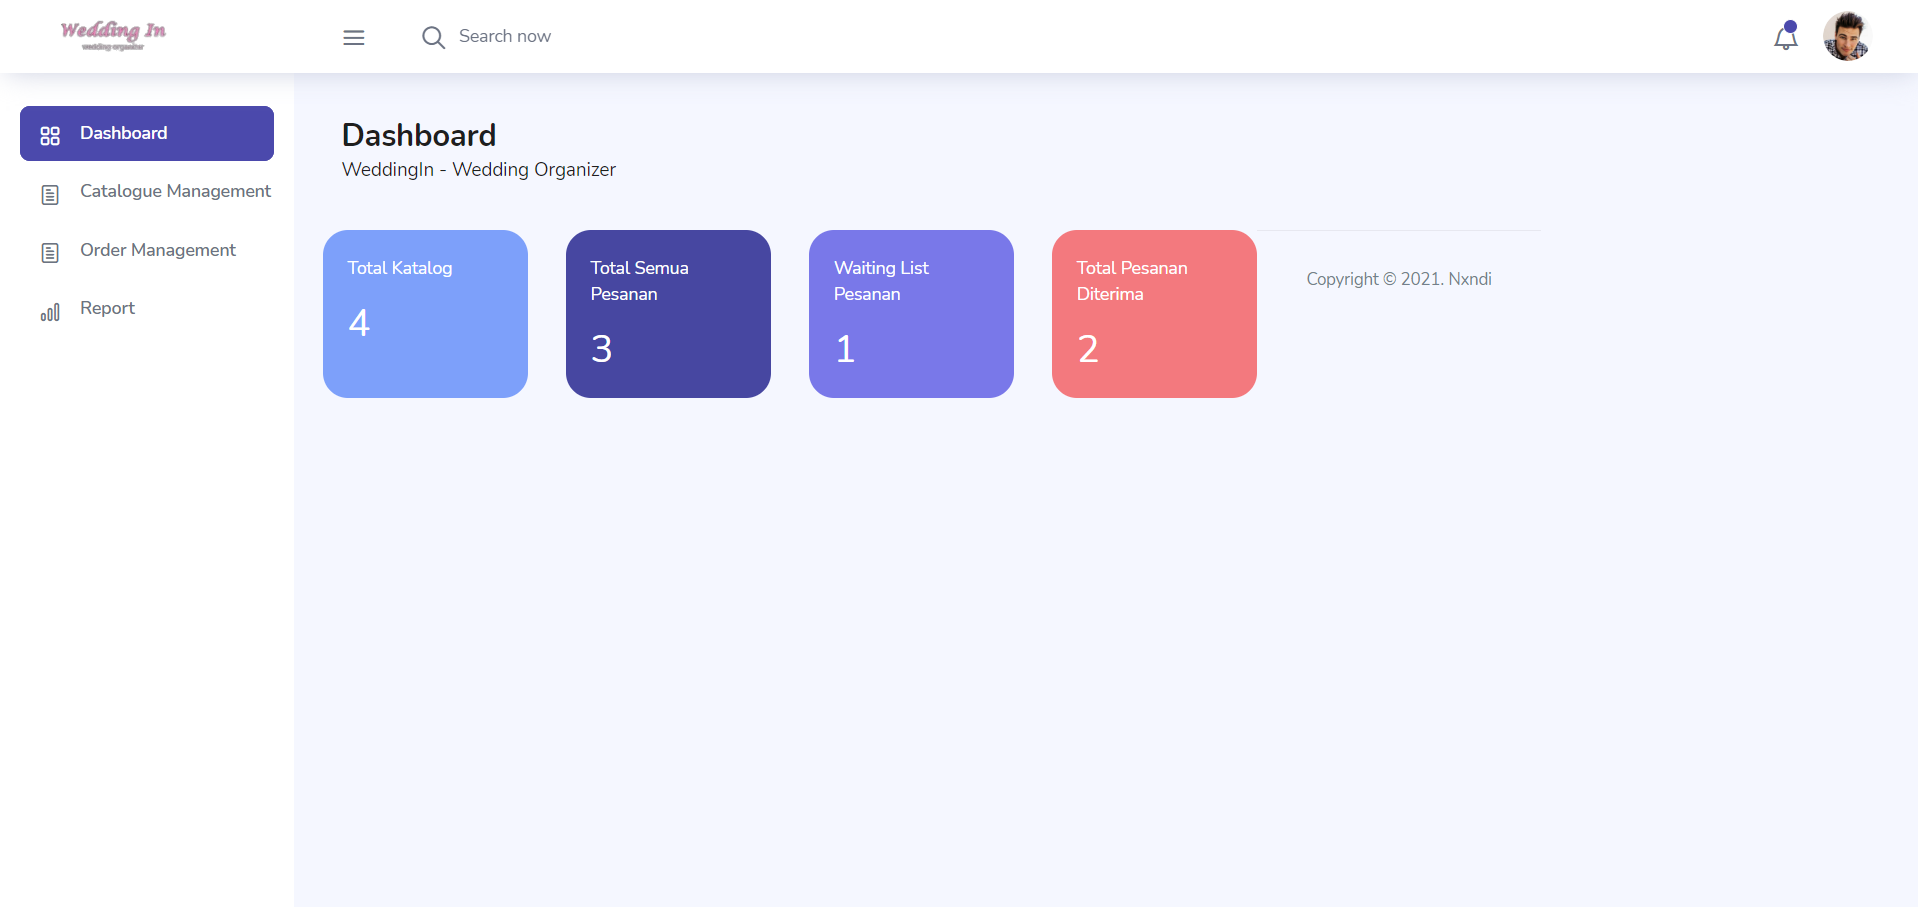 Wedding In
wedding organizer
Search now
Dashboard
Catalogue Management
Order Management
Report
Dashboard
WeddingIn - Wedding Organizer
Total Katalog
4
Total Semua
Pesanan
3
Waiting List
Pesanan
1
Total Pesanan
Diterima
2
Copyright © 2021. Nxndi